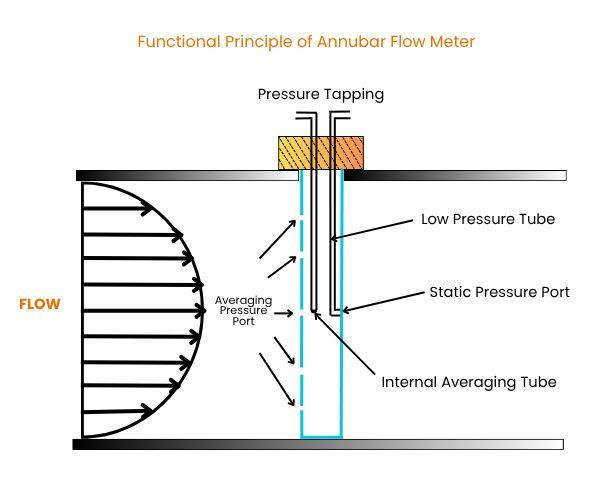 Functional Principle of Annubar Flow Meter
Pressure Tapping
Low Pressure Tube
Static Pressure Port
FLOW
Averaging
Pressure
Port
Internal Averaging Tube